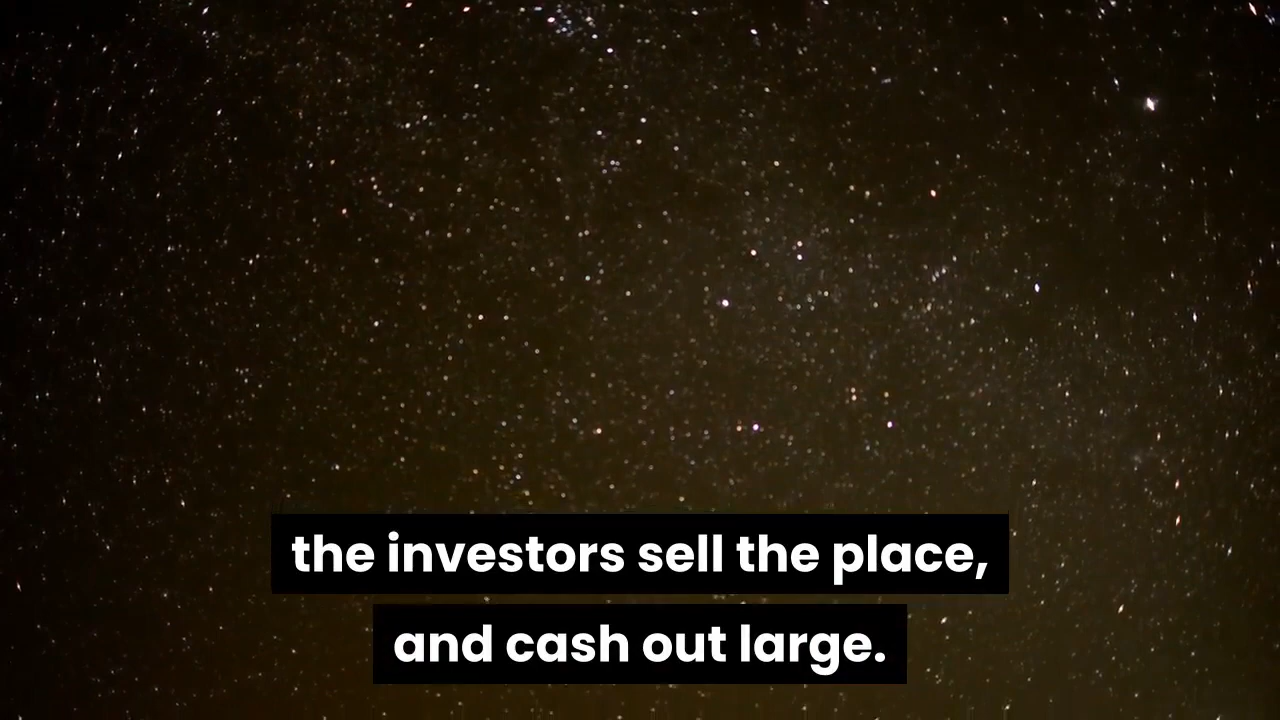 the investors sell the place,
and cash out large.